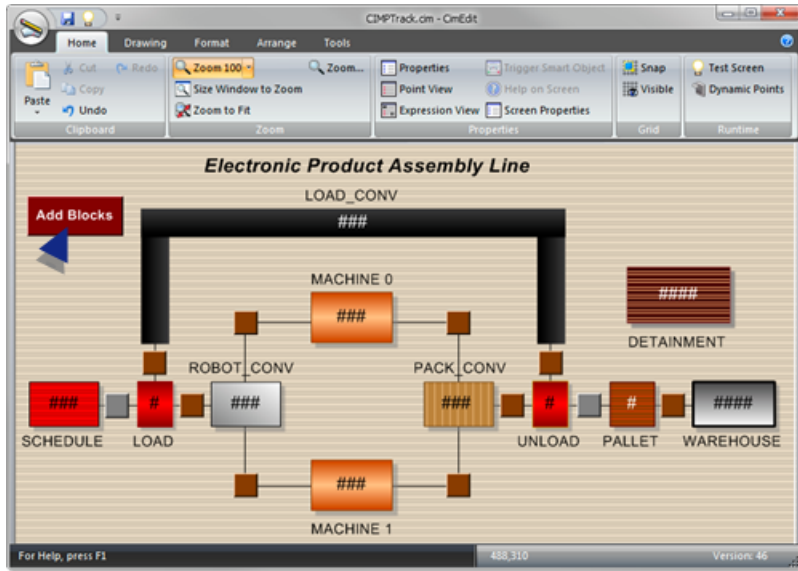 CIMPTrack.cim - CimEdit
Home Drawing Format Arrange Tools
Paste
Cut
Copy
Undo
Redo
Clipboard
Zoom 100
Size Window to Zoom
Zoom to Fit
Zoom...
Zoom
Properties
Point View
Expression View
Trigger Smart Object
Help on Screen
Screen Properties
Properties
Snap
Visible
Grid
Test Screen
Dynamic Points
Runtime
Electronic Product Assembly Line
LOAD_CONV
Add Blocks
###
MACHINE 0
###
####
DETAINMENT
ROBOT_CONV
PACK_CONV
###
#
###
###
#
#
####
SCHEDULE
LOAD
UNLOAD
PALLET
WAREHOUSE
###
MACHINE 1
For Help, press F1
488,310
Version: 46